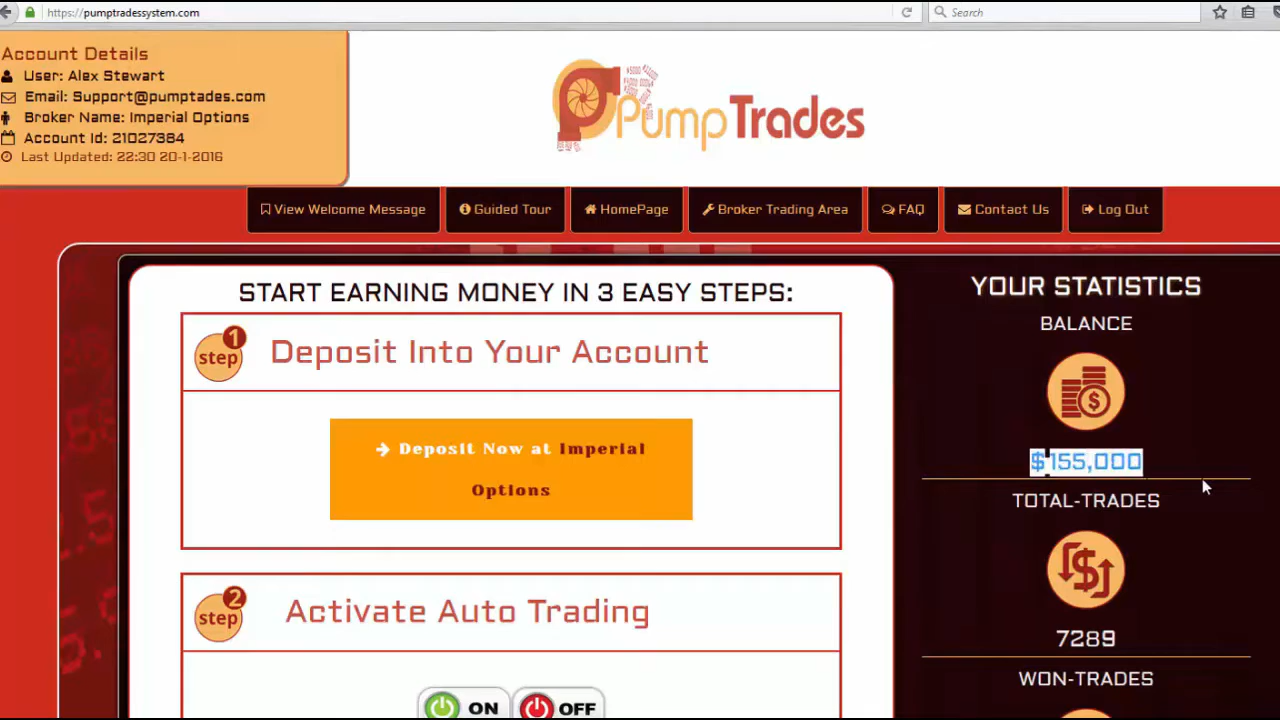 https://pumptradessystem.com
Search
Account Details
User: Alex Stewart
Email: Support@pumptades.com
Broker Name: Imperial Options
Account Id: 21027384
Last Updated: 22:30 20-1-2016
PumpTrades
View Welcome Message
Guided Tour
HomePage
Broker Trading Area
FAQ
Contact Us
Log Out
START EARNING MONEY IN 3 EASY STEPS:
step 1
Deposit Into Your Account
Deposit Now at Imperial
Options
step 2
Activate Auto Trading
ON
OFF
YOUR STATISTICS
BALANCE
$155,000
TOTAL-TRADES
7289
WON-TRADES